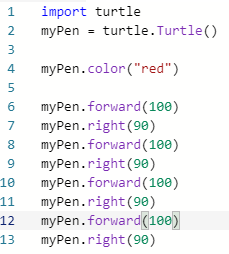 1 import turtle
2 myPen = turtle.Turtle()
3
4 myPen.color("red")
5
6 myPen.forward(100)
7 myPen.right(90)
8 myPen.forward(100)
9 myPen.right(90)
10 myPen.forward(100)
11 myPen.right(90)
12 myPen.forward(100)
13 myPen.right(90)